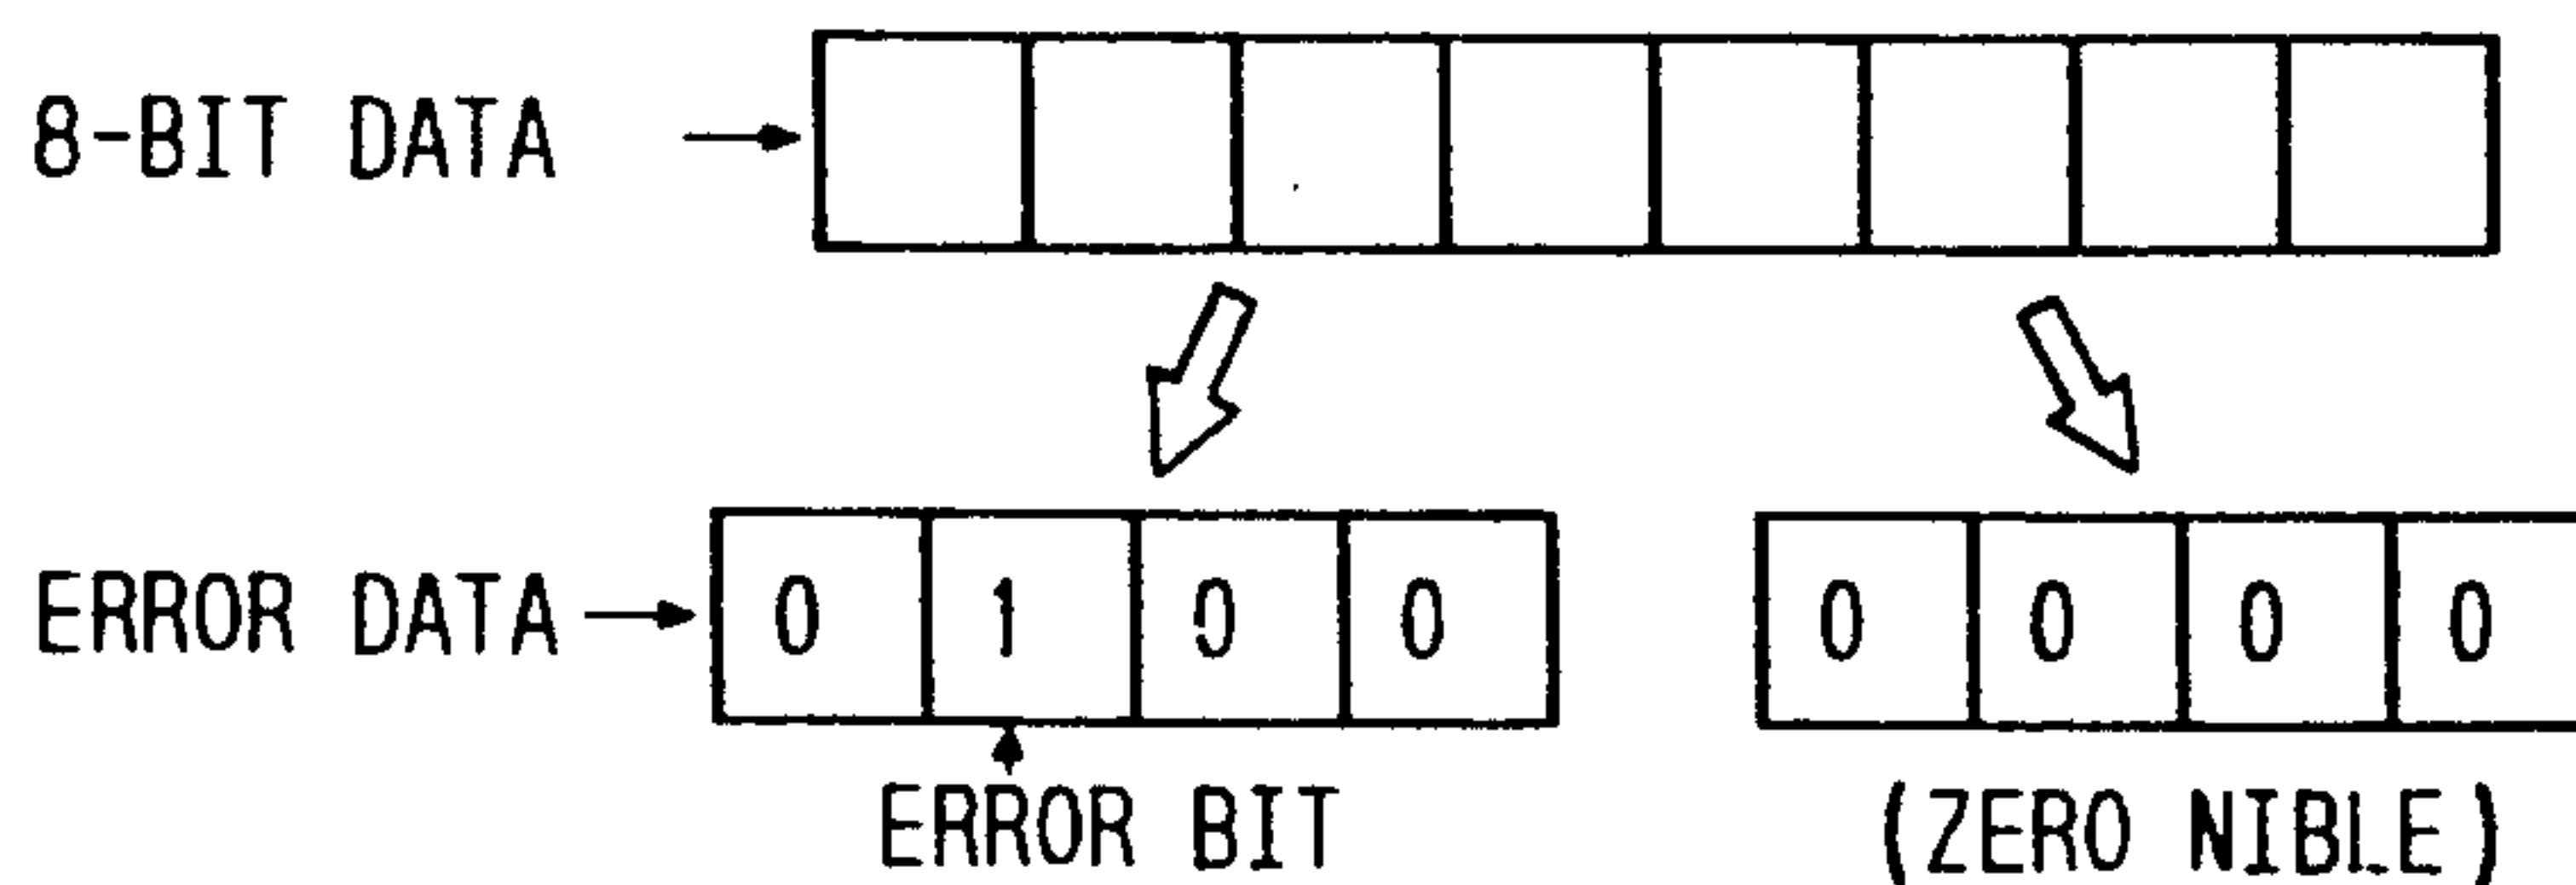 8-BIT DATA
ERROR DATA 0 1 0 0 0 0 0 0
ERROR BIT (ZERO NIBLE)